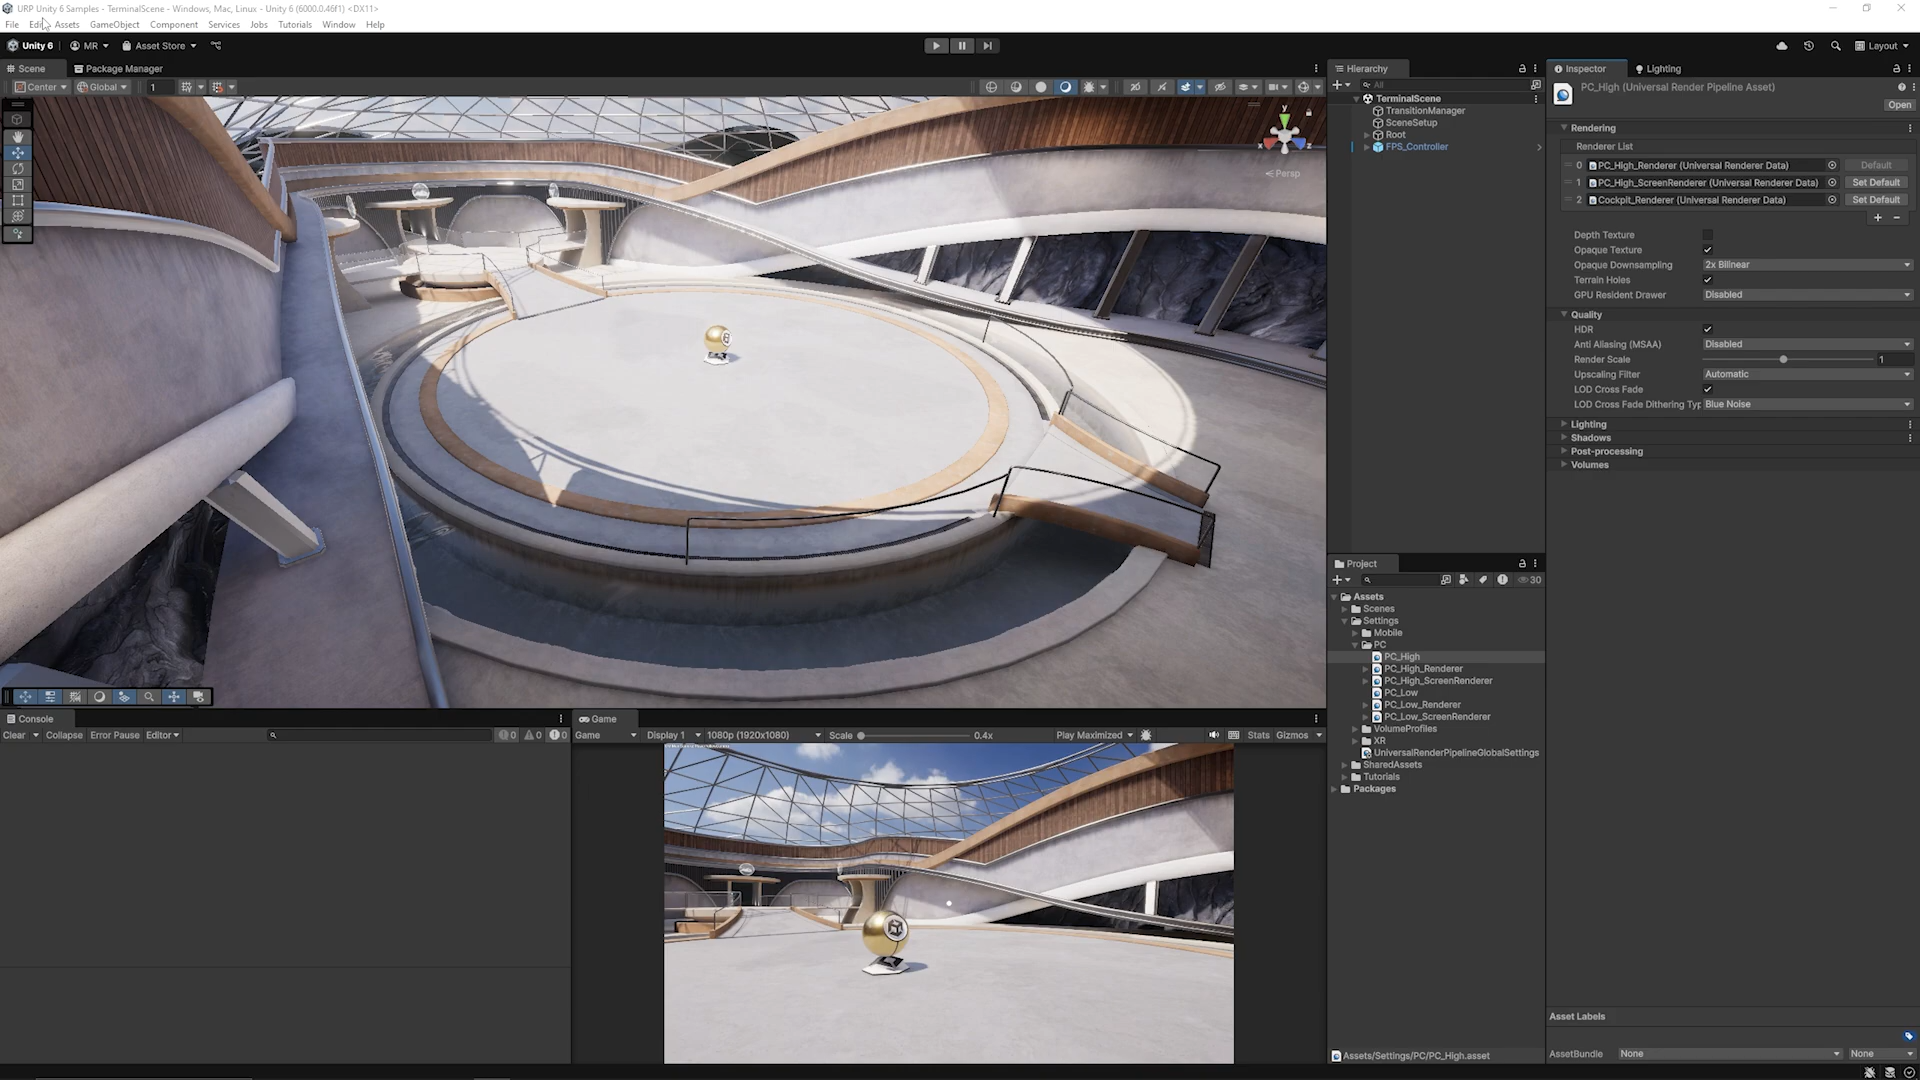 URP Unity 6 Samples - TerminalScene - Windows, Mac, Linux - Unity 6 (6000.0.46f1) <DX11>
File Edit Assets GameObject Component Services Jobs Tutorials Window Help
Unity 6 MR Asset Store Layout
Scene Package Manager
Center Global 1
Persp
Hierarchy
All
TerminalScene
TransitionManager
SceneSetup
Root
FPS_Controller
Project
30
Assets
Scenes
Settings
Mobile
PC
PC_High
PC_High_Renderer
PC_High_ScreenRenderer
PC_Low
PC_Low_Renderer
PC_Low_ScreenRenderer
VolumeProfiles
XR
UniversalRenderPipelineGlobalSettings
SharedAssets
Tutorials
Packages
Assets/Settings/PC/PC_High.asset
Inspector Lighting
PC_High (Universal Render Pipeline Asset)
Open
Rendering
Renderer List
0 PC_High_Renderer (Universal Renderer Data) Default
1 PC_High_ScreenRenderer (Universal Renderer Data) Set Default
2 Cockpit_Renderer (Universal Renderer Data) Set Default
Depth Texture
Opaque Texture
Opaque Downsampling 2x Bilinear
Terrain Holes
GPU Resident Drawer Disabled
Quality
HDR
Anti Aliasing (MSAA) Disabled
Render Scale 1
Upscaling Filter Automatic
LOD Cross Fade
LOD Cross Fade Dithering Typ Blue Noise
Lighting
Shadows
Post-processing
Volumes
Asset Labels
AssetBundle None None
Console
Clear Collapse Error Pause Editor 0 0 0
Game
Game Display 1 1080p (1920x1080) Scale 0.4x Play Maximized Stats Gizmos